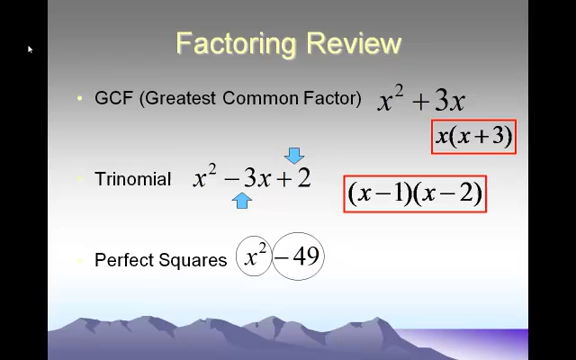 Factoring Review
• GCF (Greatest Common Factor) x² + 3x
x(x + 3)
• Trinomial x² − 3x + 2
(x − 1)(x − 2)
• Perfect Squares x² − 49